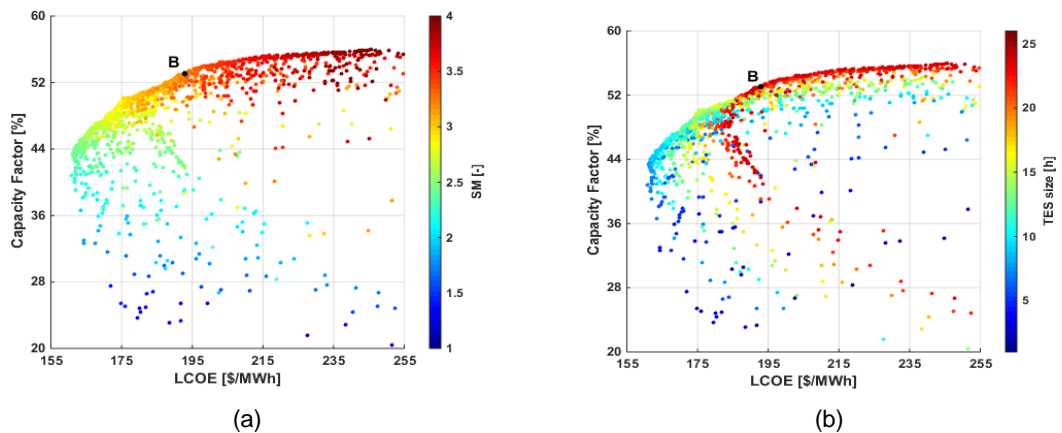 60
52
44
36
28
20
Capacity Factor [%]
B
155 175 195 215 235 255
LCOE [$/MWh]
4
3.5
3
2.5
2
1.5
1
SM [-]
(a)
60
52
44
36
28
20
Capacity Factor [%]
B
155 175 195 215 235 255
LCOE [$/MWh]
25
20
15
10
5
TES size [h]
(b)